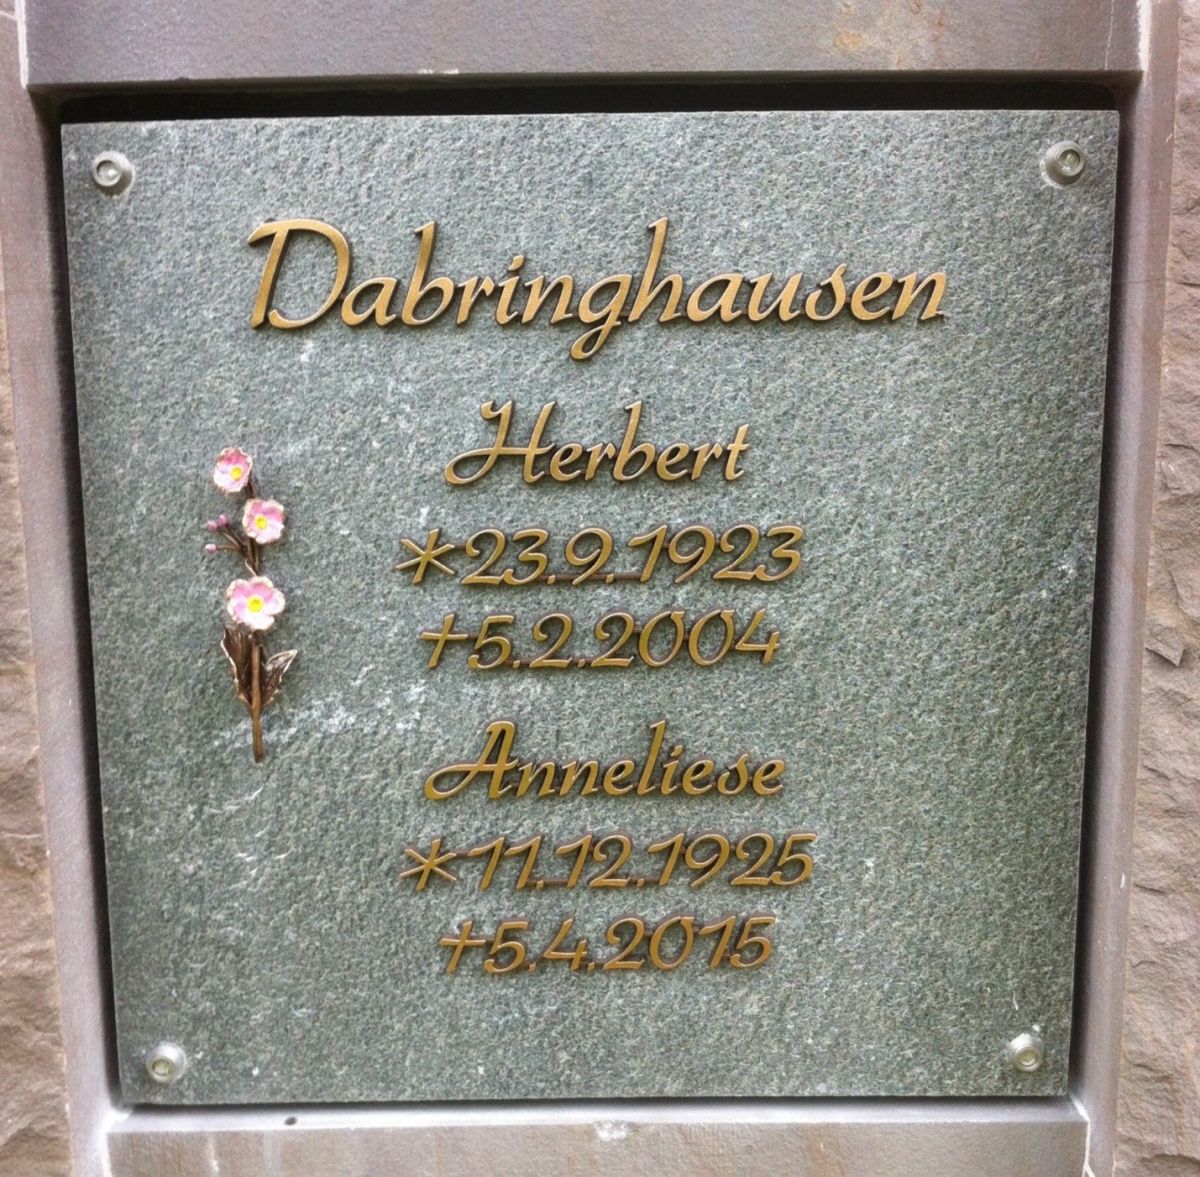 Dabringhausen
Herbert
*23.9.1923
†5.2.2004
Anneliese
*11.12.1925
†5.4.2015